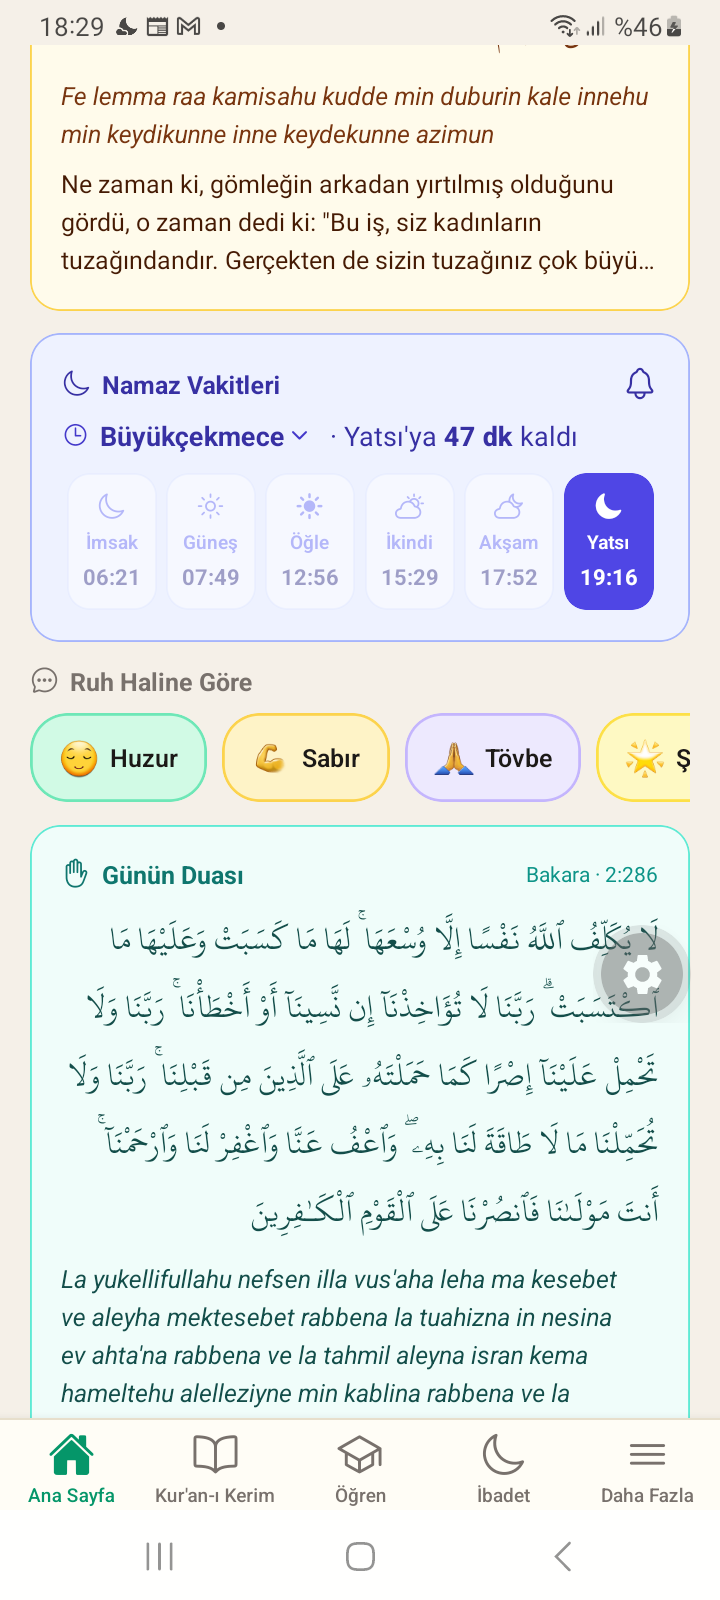 18:29
%46
Fe lemma raa kamisahu kudde min duburin kale innehu
min keydikunne inne keydekunne azimun
Ne zaman ki, gömleğin arkadan yırtılmış olduğunu
gördü, o zaman dedi ki: "Bu iş, siz kadınların
tuzağındandır. Gerçekten de sizin tuzağınız çok büyü...
Namaz Vakitleri
Büyükçekmece · Yatsı'ya 47 dk kaldı
İmsak Güneş Öğle İkindi Akşam Yatsı
06:21 07:49 12:56 15:29 17:52 19:16
Ruh Haline Göre
Huzur Sabır Tövbe Ş
Günün Duası Bakara · 2:286
لَا يُكَلِّفُ ٱللَّهُ نَفْسًا إِلَّا وُسْعَهَا ۚ لَهَا مَا كَسَبَتْ وَعَلَيْهَا مَا
ٱكْتَسَبَتْ ۗ رَبَّنَا لَا تُؤَاخِذْنَآ إِن نَّسِينَآ أَوْ أَخْطَأْنَا ۚ رَبَّنَا وَلَا
تَحْمِلْ عَلَيْنَآ إِصْرًا كَمَا حَمَلْتَهُۥ عَلَى ٱلَّذِينَ مِن قَبْلِنَا ۚ رَبَّنَا وَلَا
تُحَمِّلْنَا مَا لَا طَاقَةَ لَنَا بِهِۦ ۖ وَٱعْفُ عَنَّا وَٱغْفِرْ لَنَا وَٱرْحَمْنَآ ۚ
أَنتَ مَوْلَىٰنَا فَٱنصُرْنَا عَلَى ٱلْقَوْمِ ٱلْكَـٰفِرِينَ
La yukellifullahu nefsen illa vus'aha leha ma kesebet
ve aleyha mektesebet rabbena la tuahizna in nesina
ev ahta'na rabbena ve la tahmil aleyna isran kema
hameltehu alelleziyne min kablina rabbena ve la
Ana Sayfa Kur'an-ı Kerim Öğren İbadet Daha Fazla